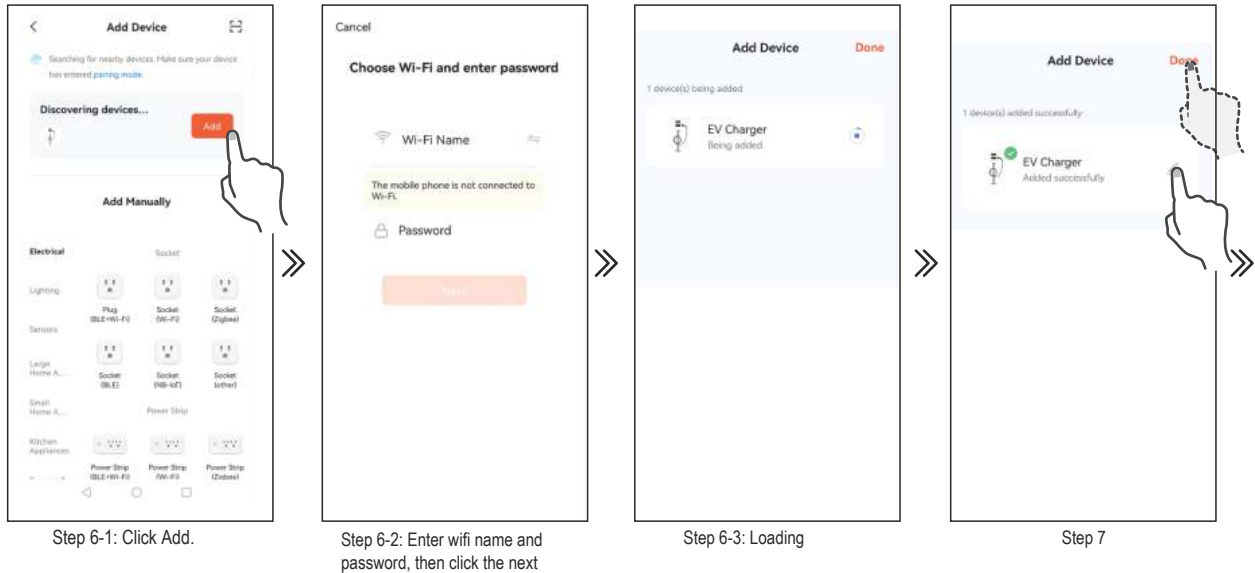 Add Device
Searching for nearby devices. Make sure your device
has entered pairing mode.
Discovering devices...
Add
Add Manually
Electrical
Socket
Lighting
Plug
(BLE+Wi-Fi)
Socket
(Wi-Fi)
Socket
(Zigbee)
Sensors
Large
Home A...
Socket
(BLE)
Socket
(NB-IoT)
Socket
(other)
Small
Home A...
Power Strip
Kitchen
Appliances
Power Strip
(BLE+Wi-Fi)
Power Strip
(Wi-Fi)
Power Strip
(Zigbee)
Step 6-1: Click Add.
Cancel
Choose Wi-Fi and enter password
Wi-Fi Name
The mobile phone is not connected to
Wi-Fi.
Password
Next
Step 6-2: Enter wifi name and
password, then click the next
Add Device
Done
1 device(s) being added
EV Charger
Being added
Step 6-3: Loading
Add Device
Done
1 device(s) added successfully
EV Charger
Added successfully
Step 7